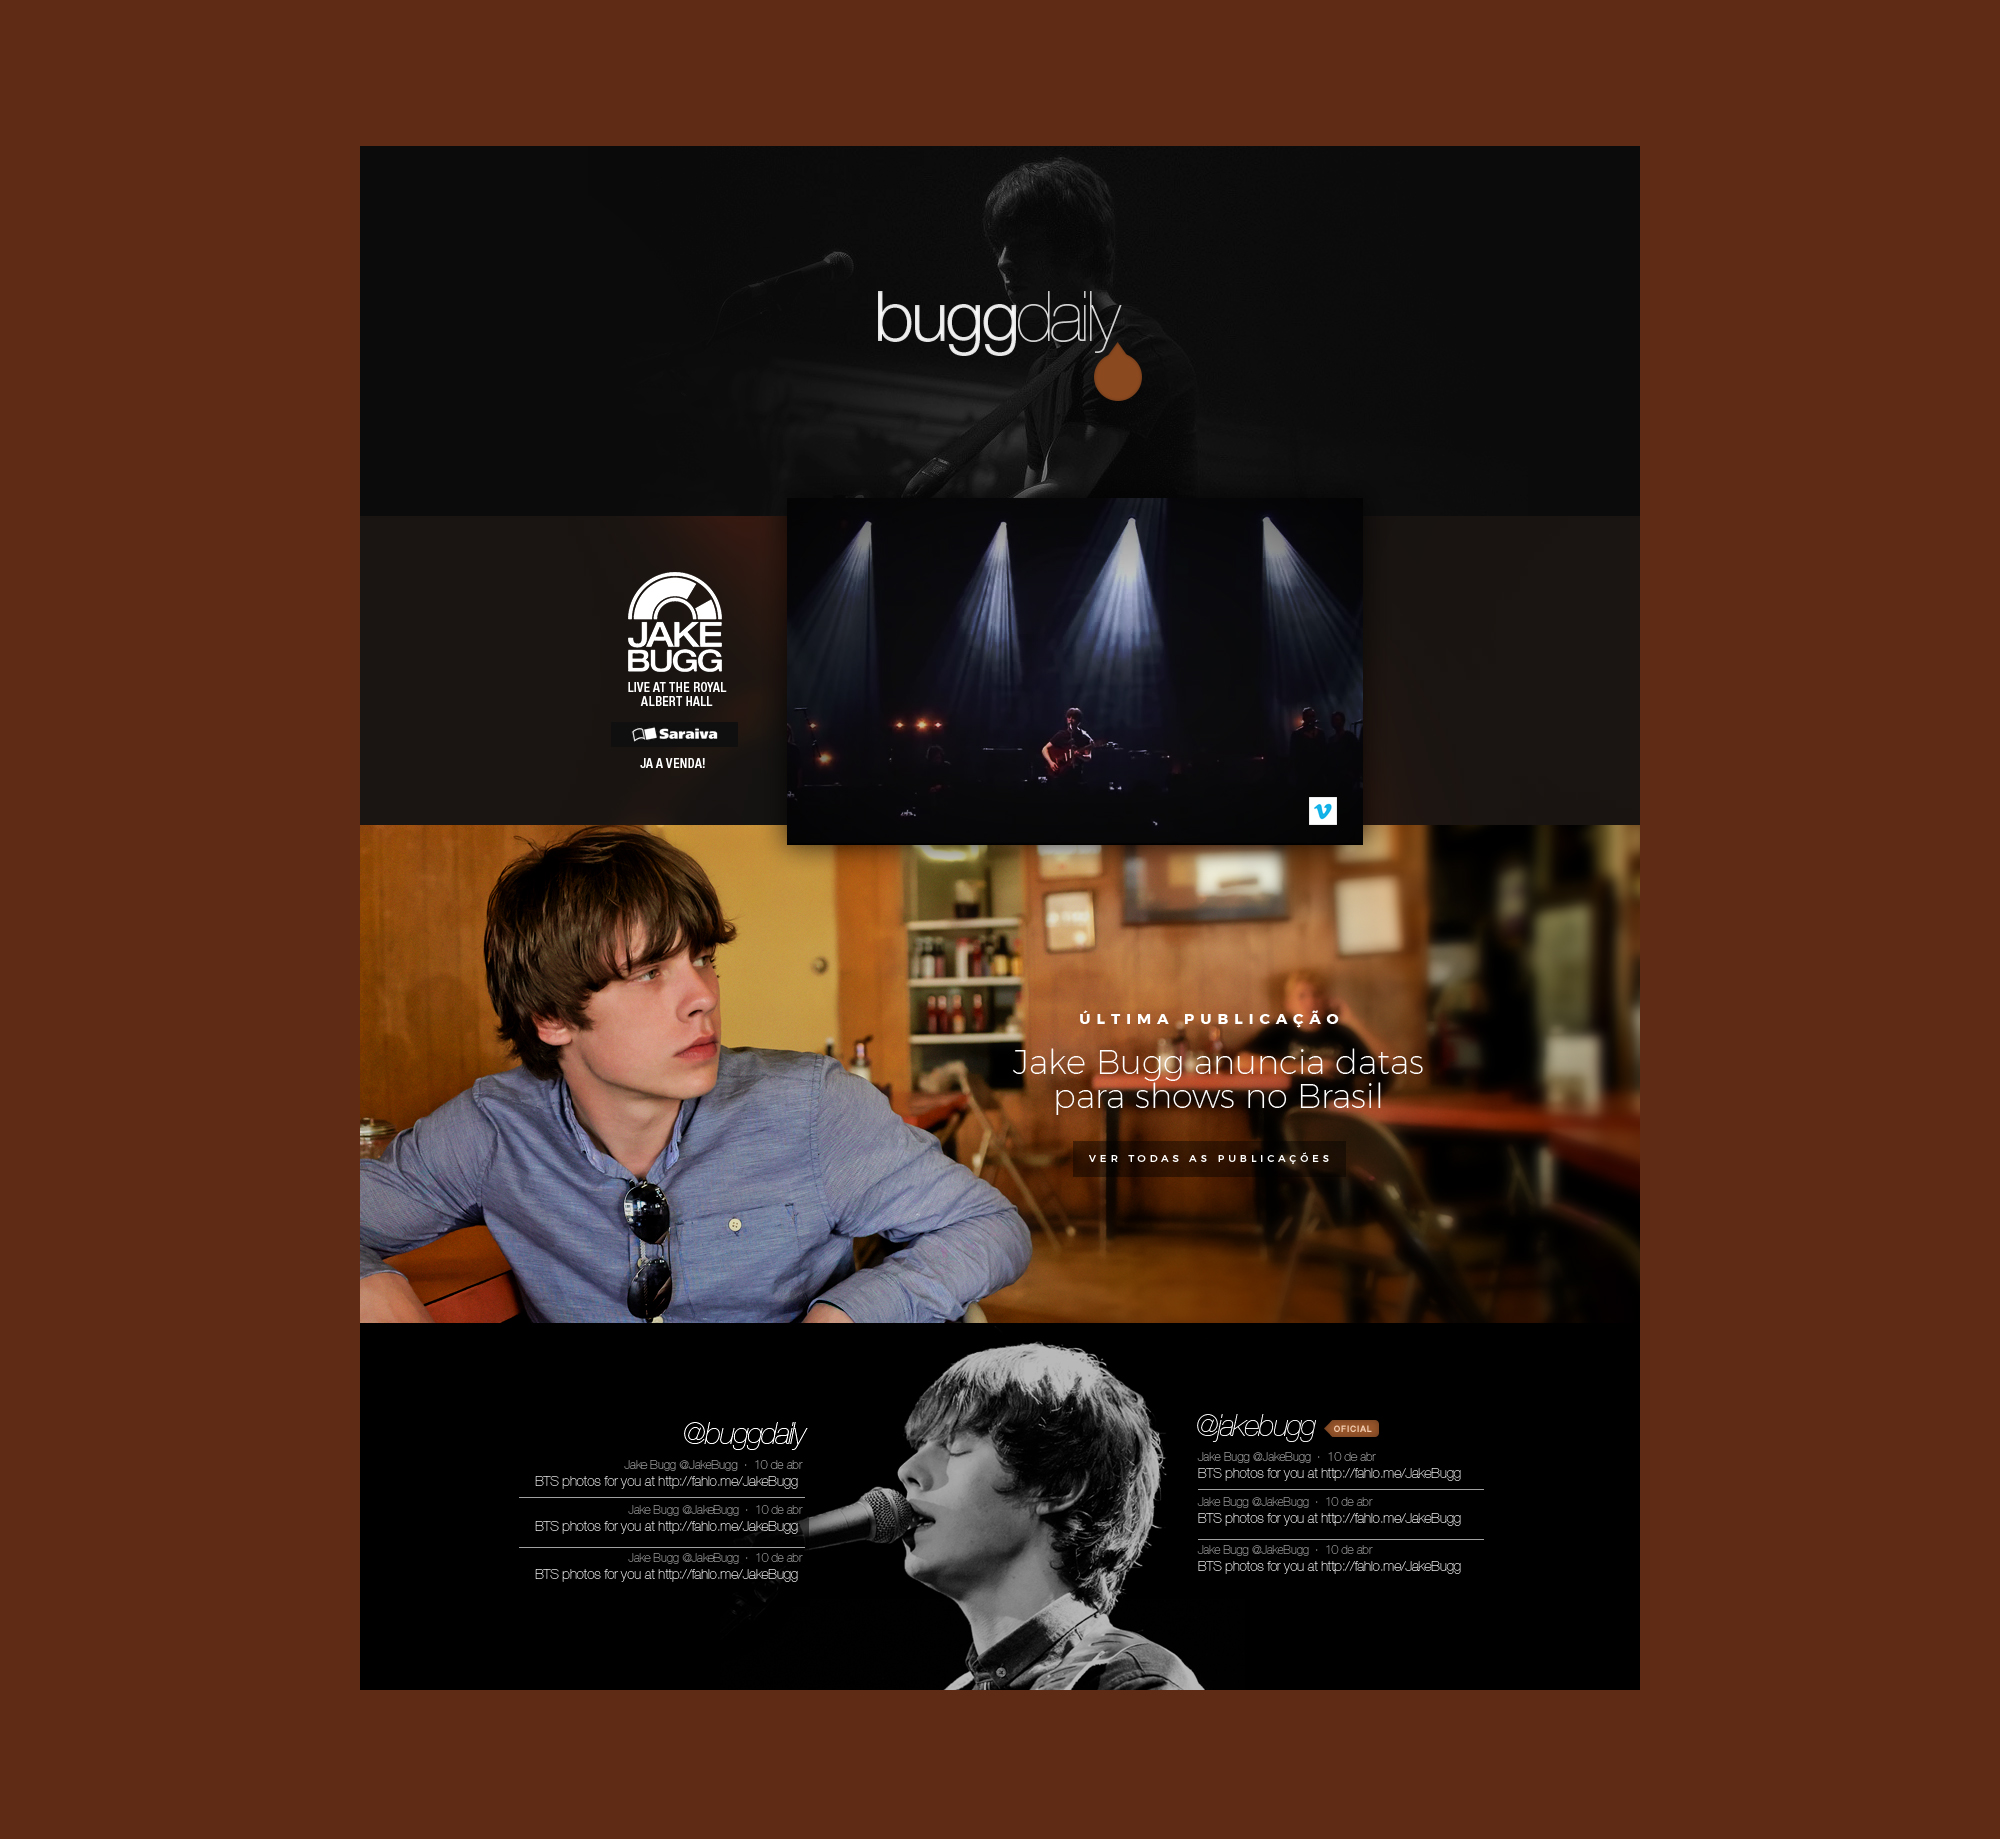 buggdaily
JAKE
BUGG
LIVE AT THE ROYAL
ALBERT HALL
Saraiva
JA A VENDA!
ÚLTIMA PUBLICAÇÃO
Jake Bugg anuncia datas
para shows no Brasil
VER TODAS AS PUBLICAÇÕES
@buggdaily
Jake Bugg @JakeBugg · 10 de abr
BTS photos for you at http://fahlo.me/JakeBugg
Jake Bugg @JakeBugg · 10 de abr
BTS photos for you at http://fahlo.me/JakeBugg
Jake Bugg @JakeBugg · 10 de abr
BTS photos for you at http://fahlo.me/JakeBugg
@jakebugg OFICIAL
Jake Bugg @JakeBugg · 10 de abr
BTS photos for you at http://fahlo.me/JakeBugg
Jake Bugg @JakeBugg · 10 de abr
BTS photos for you at http://fahlo.me/JakeBugg
Jake Bugg @JakeBugg · 10 de abr
BTS photos for you at http://fahlo.me/JakeBugg